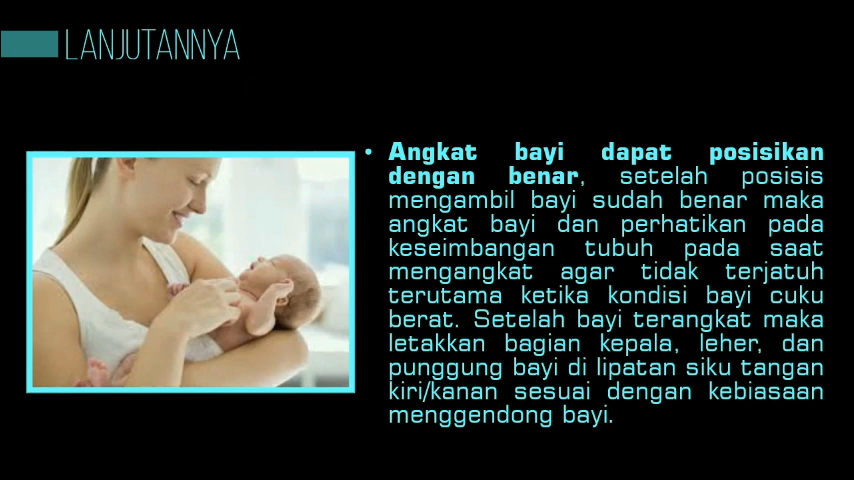 LANJUTANNYA
• Angkat bayi dapat posisikan
dengan benar, setelah posisis
mengambil bayi sudah benar maka
angkat bayi dan perhatikan pada
keseimbangan tubuh pada saat
mengangkat agar tidak terjatuh
terutama ketika kondisi bayi cuku
berat. Setelah bayi terangkat maka
letakkan bagian kepala, leher, dan
punggung bayi di lipatan siku tangan
kiri/kanan sesuai dengan kebiasaan
menggendong bayi.